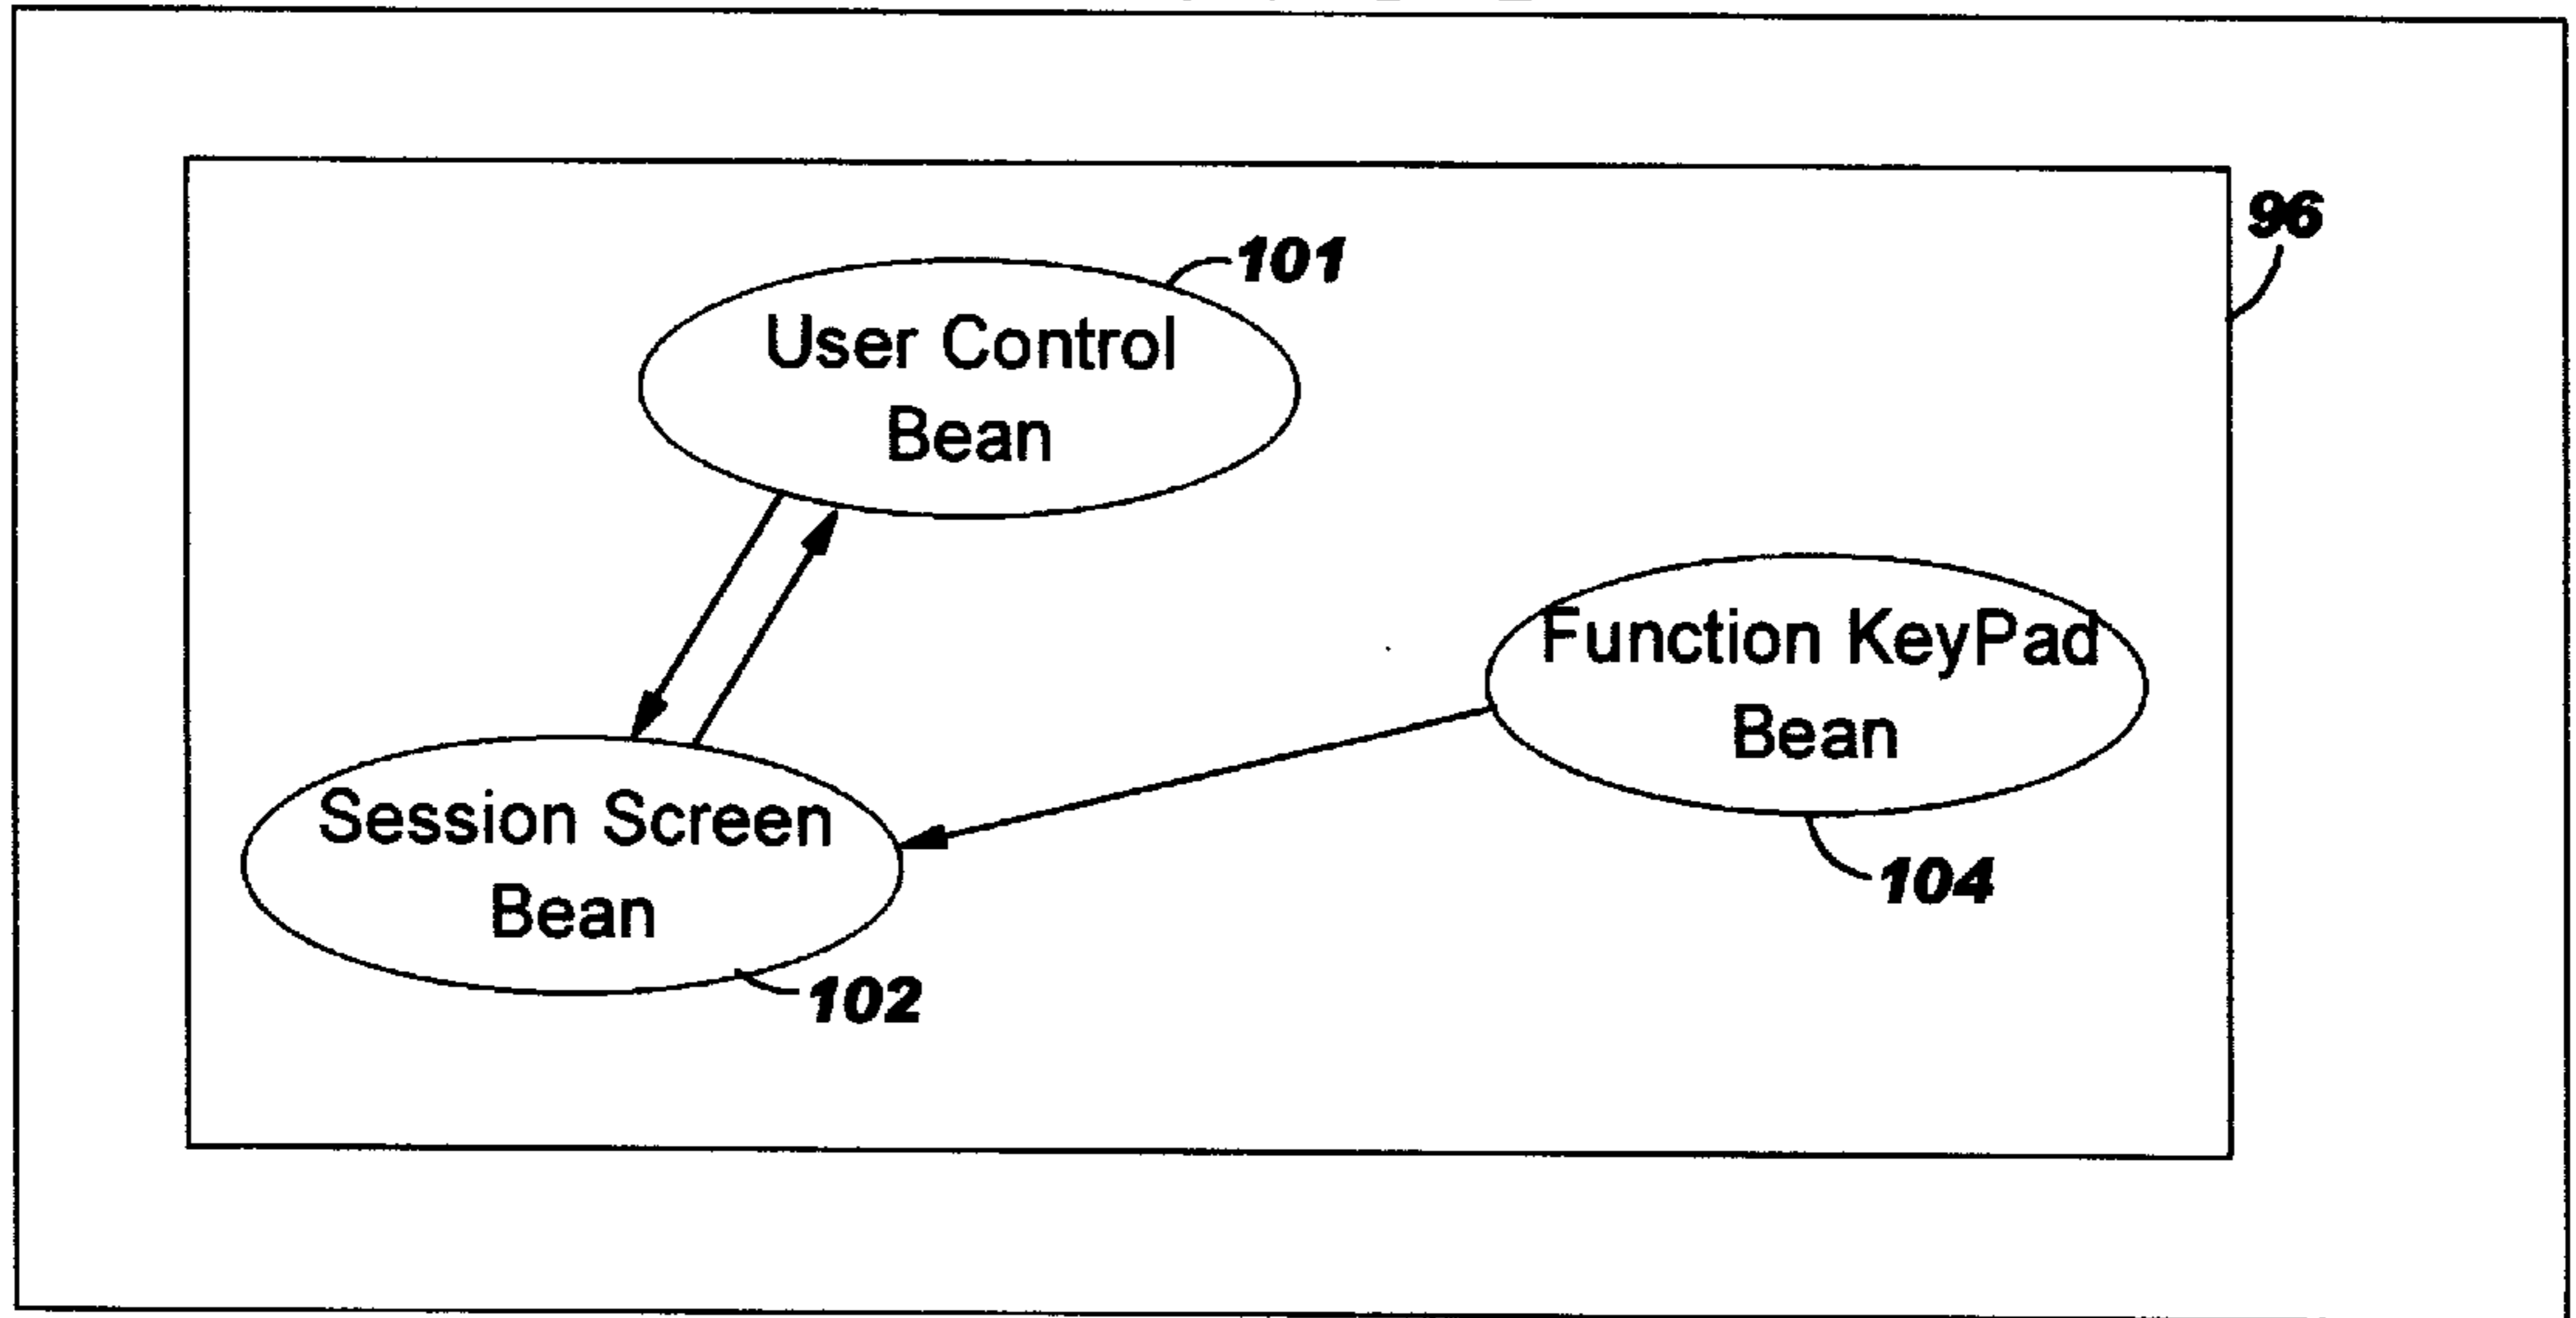 96
101
User Control
Bean
Function KeyPad
Bean
104
Session Screen
Bean
102